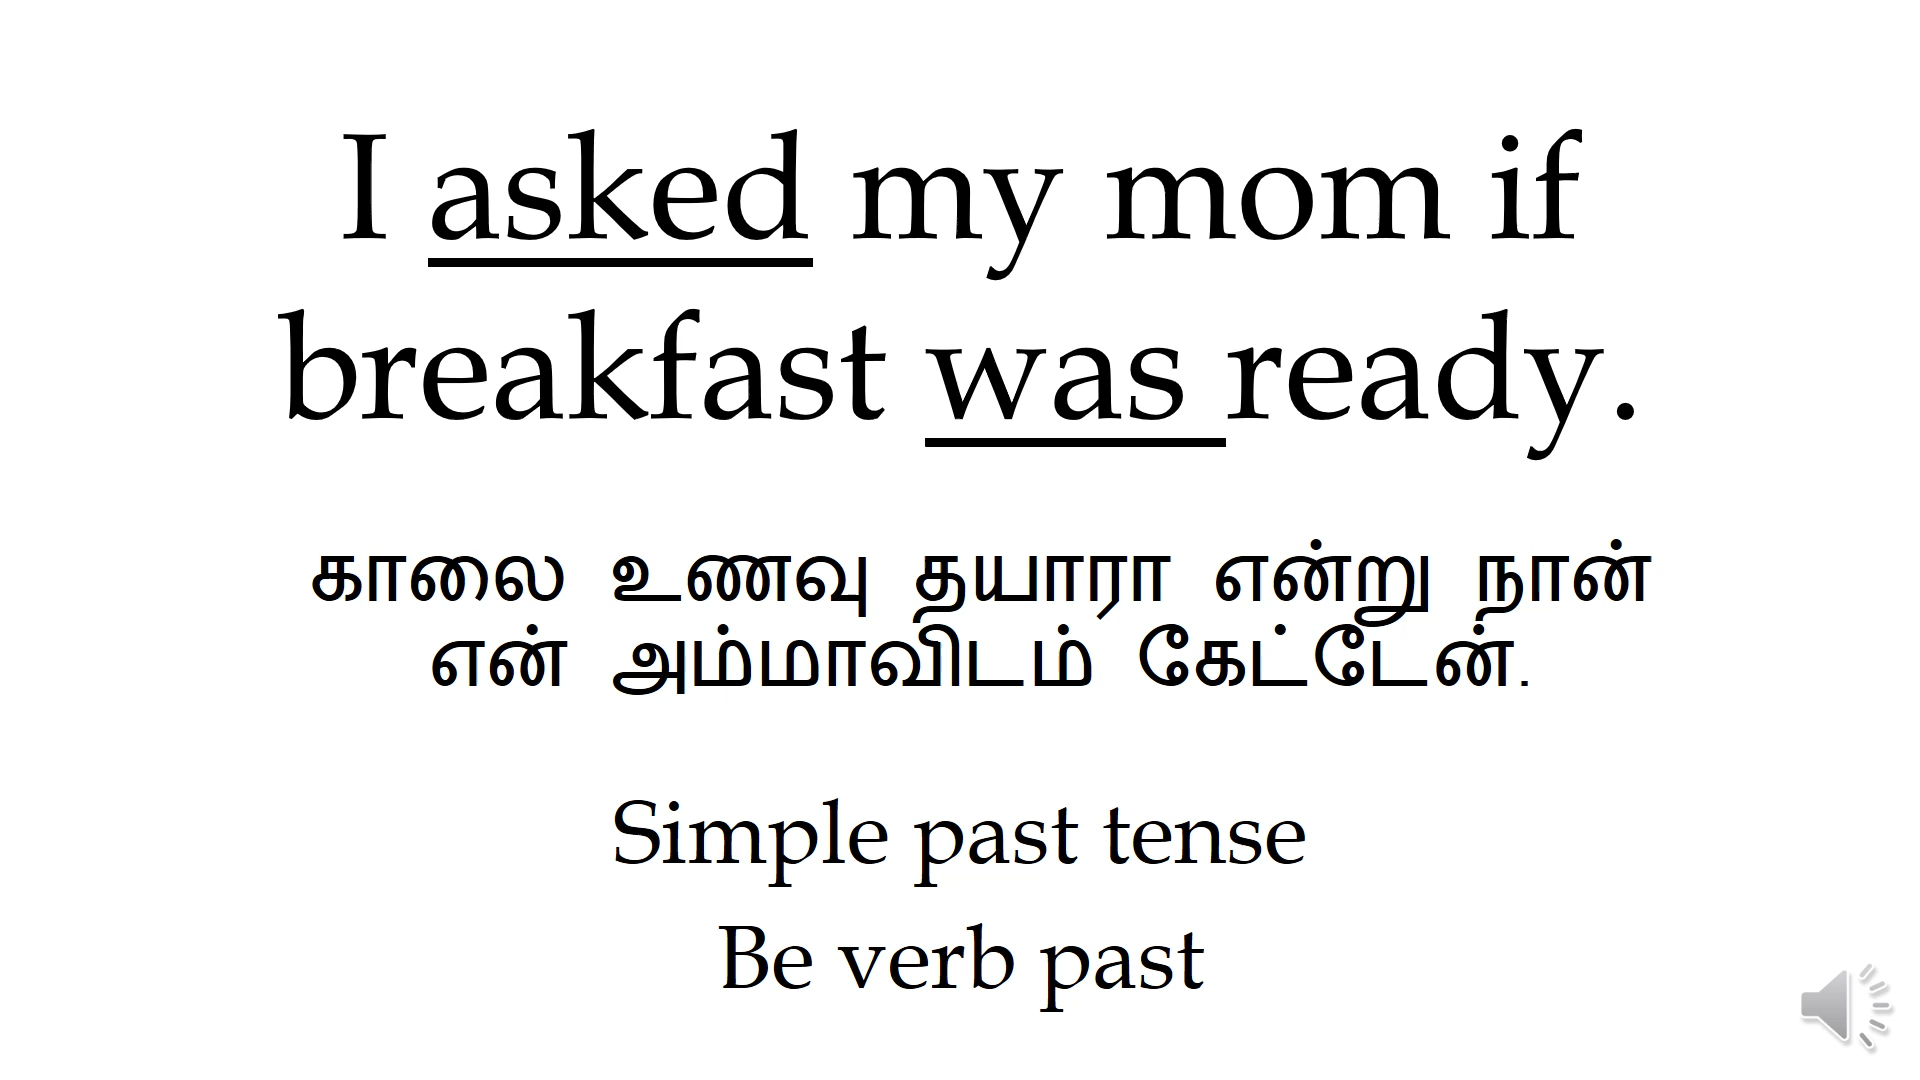 I asked my mom if
breakfast was ready.
காலை உணவு தயாரா என்று நான்
என் அம்மாவிடம் கேட்டேன்.
Simple past tense
Be verb past